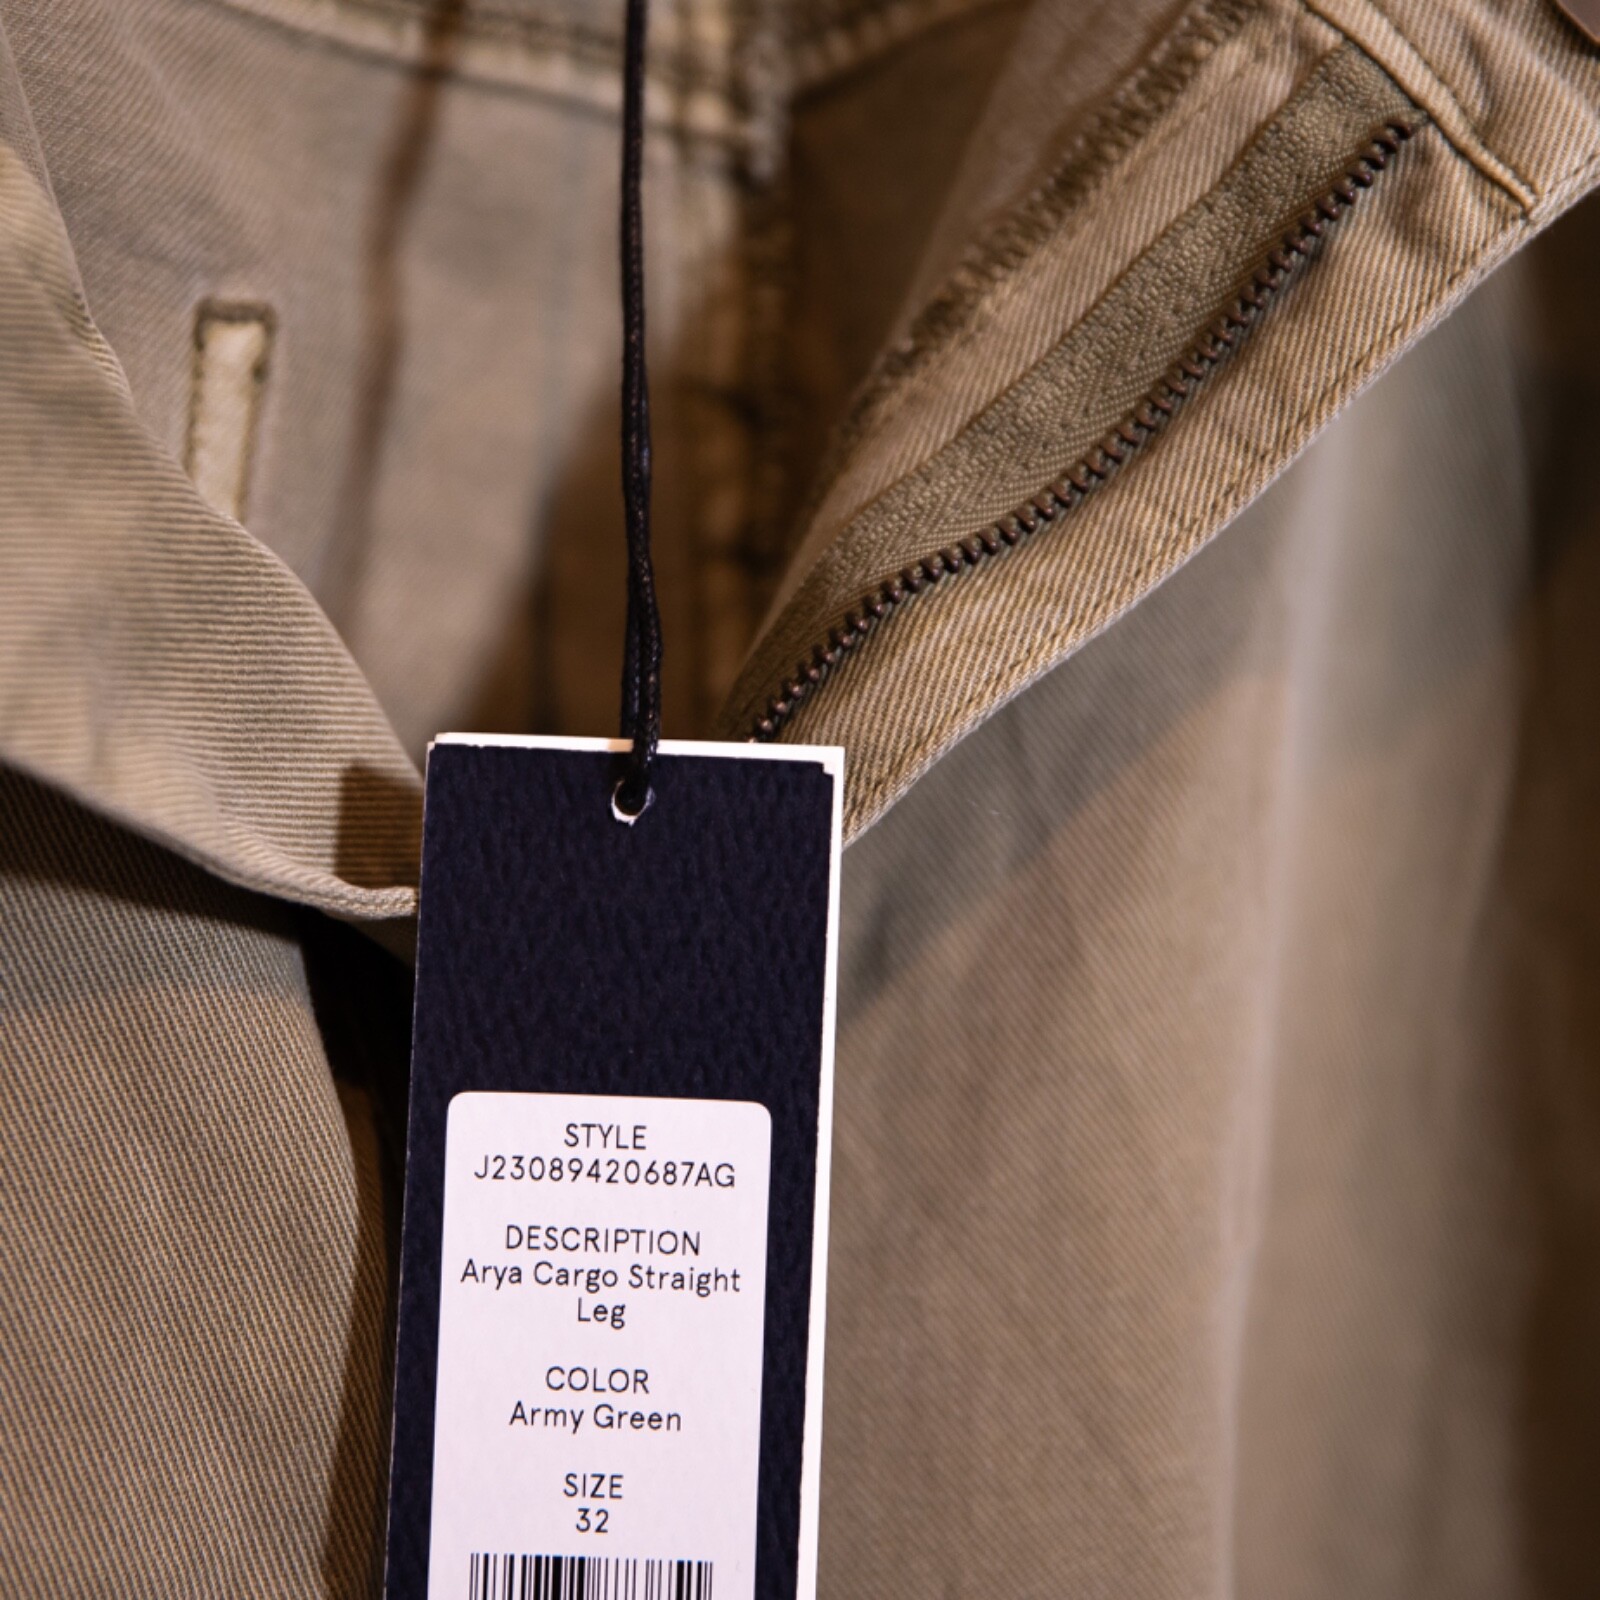 STYLE
J23089420687AG
DESCRIPTION
Arya Cargo Straight
Leg
COLOR
Army Green
SIZE
32